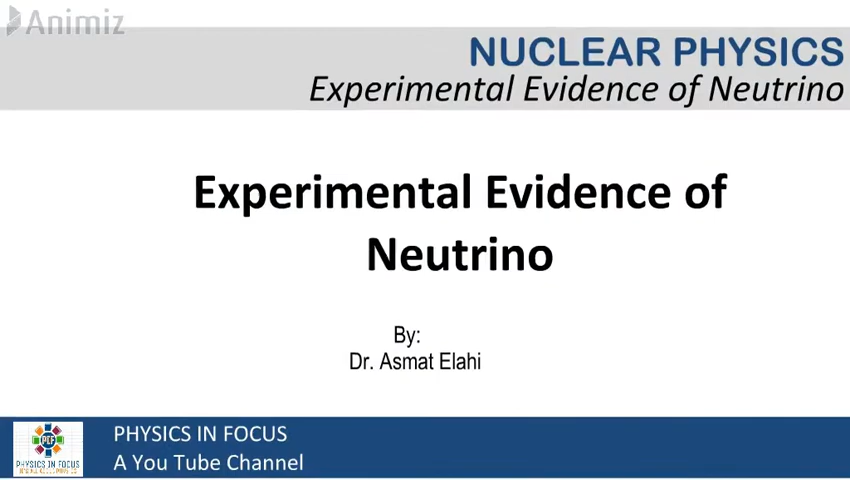 Animiz
NUCLEAR PHYSICS
Experimental Evidence of Neutrino
Experimental Evidence of
Neutrino
By:
Dr. Asmat Elahi
PLF
PHYSICS IN FOCUS
PHYSICS IN FOCUS
A You Tube Channel